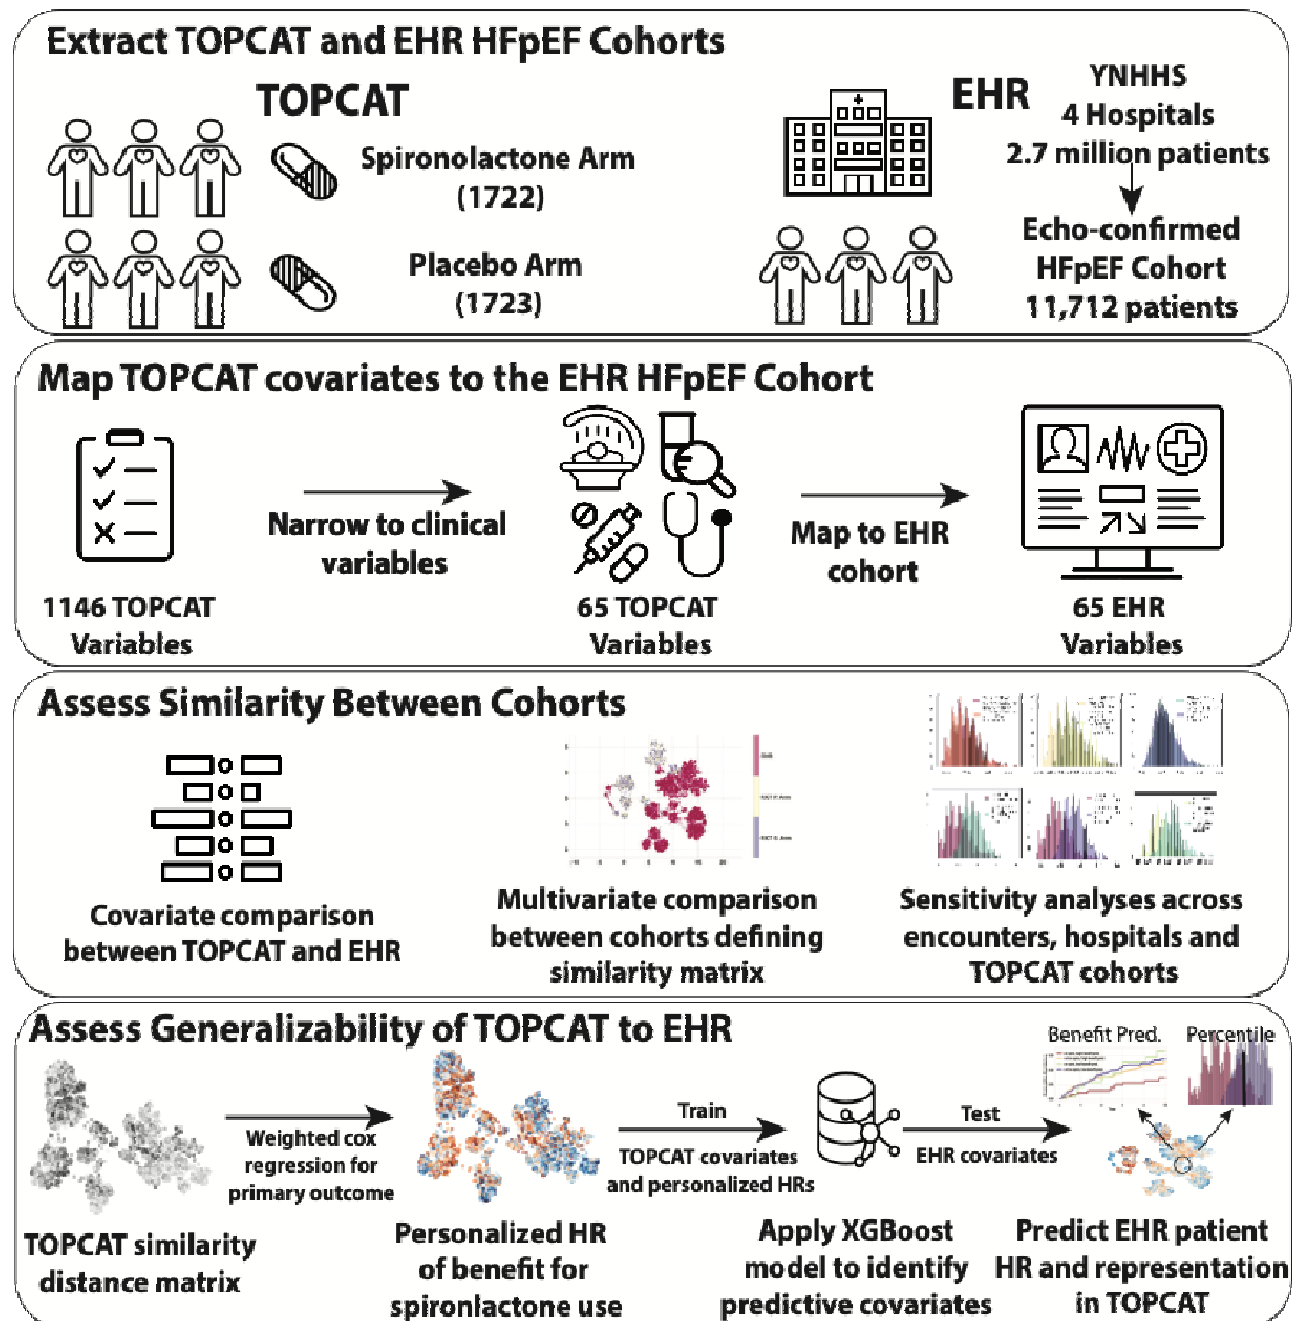 Extract TOPCAT and EHR HFpEF Cohorts
TOPCAT
Spironolactone Arm
(1722)
Placebo Arm
(1723)
EHR
YNHHS
4 Hospitals
2.7 million patients
Echo-confirmed
HFpEF Cohort
11,712 patients
Map TOPCAT covariates to the EHR HFpEF Cohort
Narrow to clinical
variables
Map to EHR
cohort
1146 TOPCAT
Variables
65 TOPCAT
Variables
65 EHR
Variables
Assess Similarity Between Cohorts
Covariate comparison
between TOPCAT and EHR
Multivariate comparison
between cohorts defining
similarity matrix
Sensitivity analyses across
encounters, hospitals and
TOPCAT cohorts
Assess Generalizability of TOPCAT to EHR
Weighted cox
regression for
primary outcome
Train
TOPCAT covariates
and personalized HRs
Test
EHR covariates
Benefit Pred.
Percentile
TOPCAT similarity
distance matrix
Personalized HR
of benefit for
spironlactone use
Apply XGBoost
model to identify
predictive covariates
Predict EHR patient
HR and representation
in TOPCAT